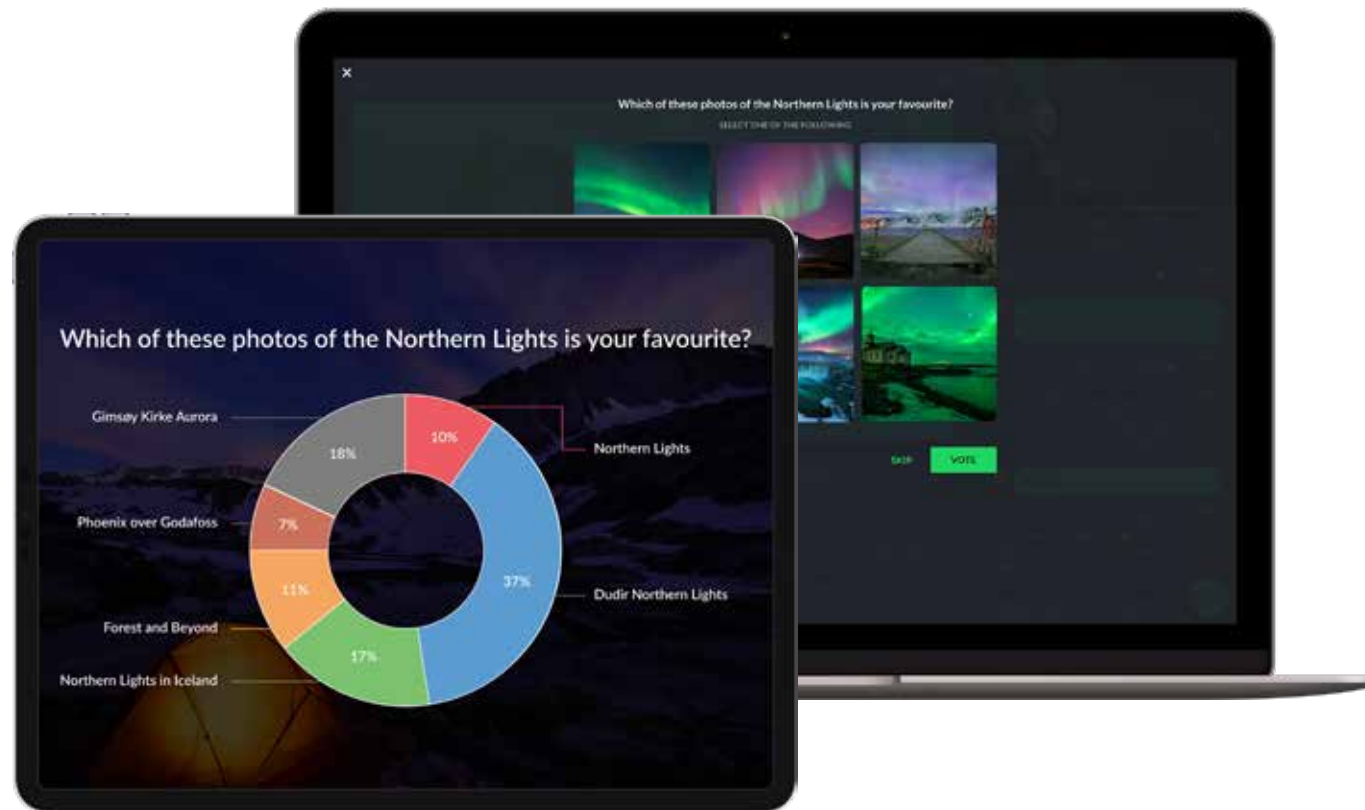 ×
Which of these photos of the Northern Lights is your favourite?
SELECT ONE OF THE FOLLOWING
SKIP
VOTE
Which of these photos of the Northern Lights is your favourite?
Gimsøy Kirke Aurora
18%
10%
Northern Lights
Phoenix over Godafoss
7%
11%
37%
Dudir Northern Lights
Forest and Beyond
17%
Northern Lights in Iceland